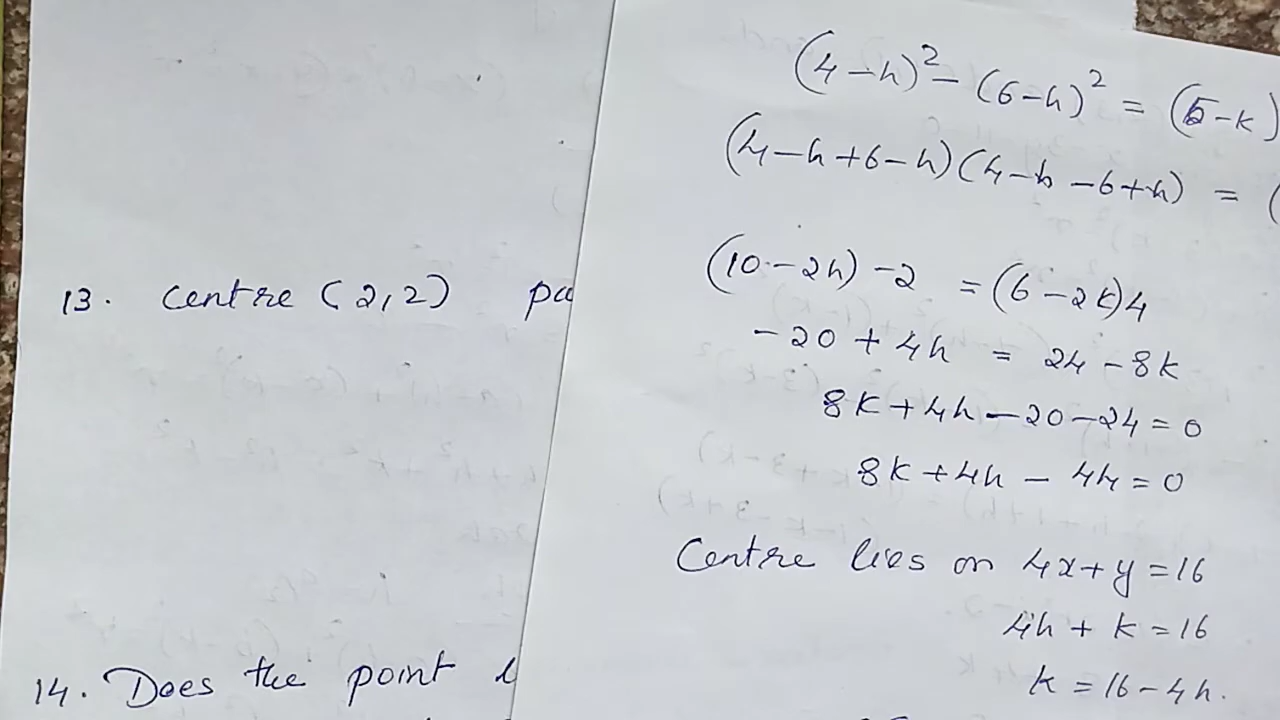 (4-h)² - (6-h)² = (5-k)
(4-h+6-h)(4-h-6+h) = (
(10-2h)-2 = (6-2k)4
-20 + 4h = 24 - 8k
8k + 4h - 20 - 24 = 0
8k + 4h - 44 = 0
Centre lies on 4x+y = 16
4h + k = 16
k = 16 - 4h.
13. Centre (2,2)
14. Does the point